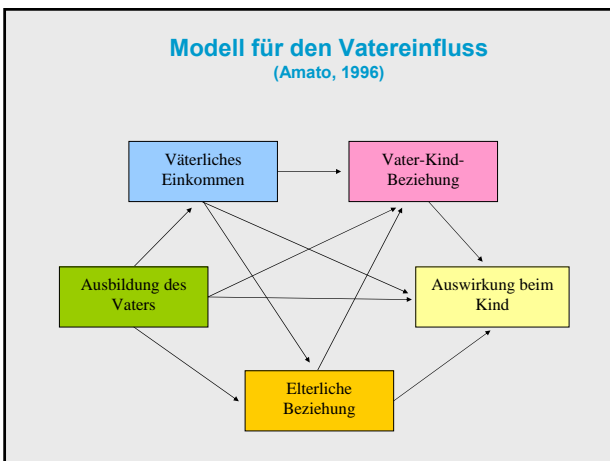 Modell für den Vatereinfluss
(Amato, 1996)
Väterliches
Einkommen
Vater-Kind-
Beziehung
Ausbildung des
Vaters
Auswirkung beim
Kind
Elterliche
Beziehung